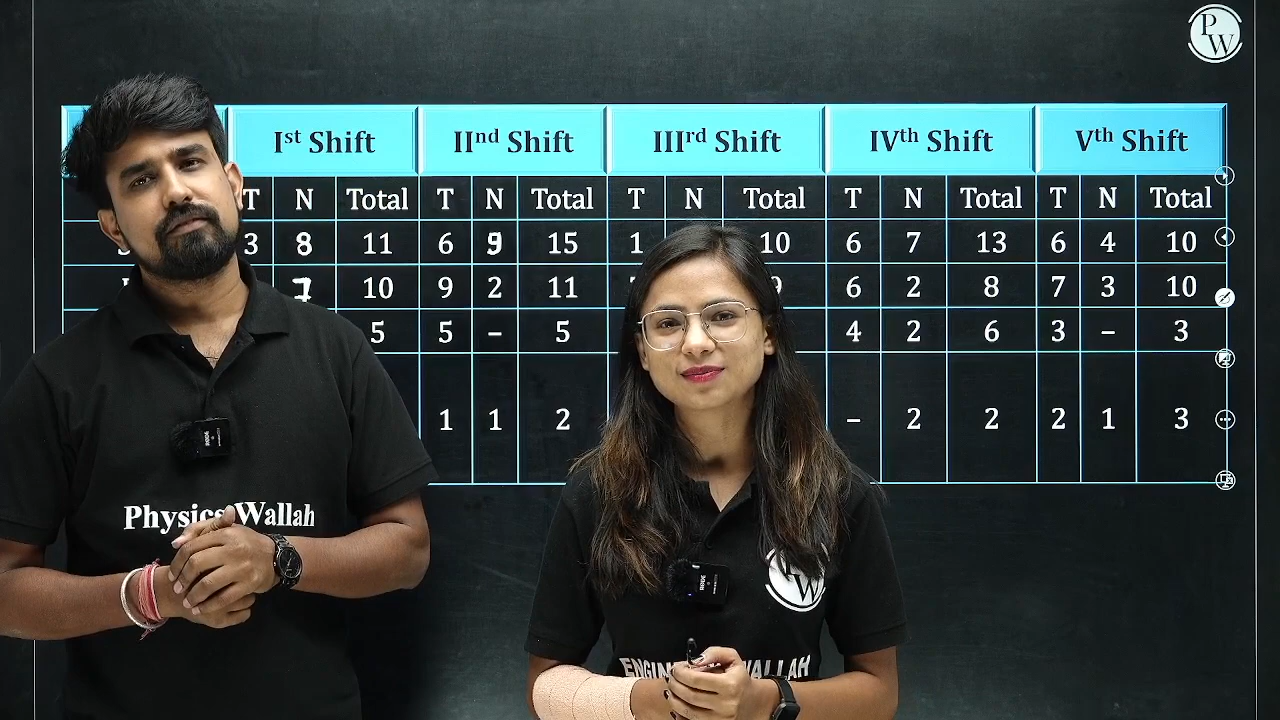 PW
Ist Shift IInd Shift IIIrd Shift IVth Shift Vth Shift
T N Total T N Total T N Total T N Total T N Total
3 8 11 6 9 15 1 10 6 7 13 6 4 10
7 10 9 2 11 9 6 2 8 7 3 10
5 5 – 5 4 2 6 3 – 3
1 1 2 – 2 2 2 1 3
Physics Wallah
PW